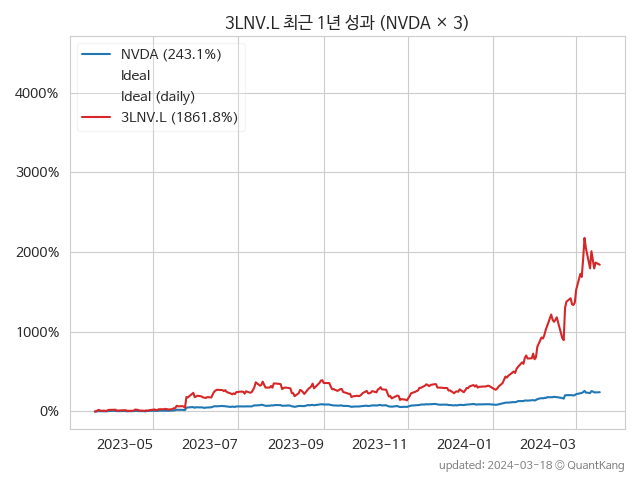 3LNV.L 최근 1년 성과 (NVDA × 3)
NVDA (243.1%)
Ideal
Ideal (daily)
3LNV.L (1861.8%)
4000%
3000%
2000%
1000%
0%
2023-05 2023-07 2023-09 2023-11 2024-01 2024-03
updated: 2024-03-18 © QuantKang